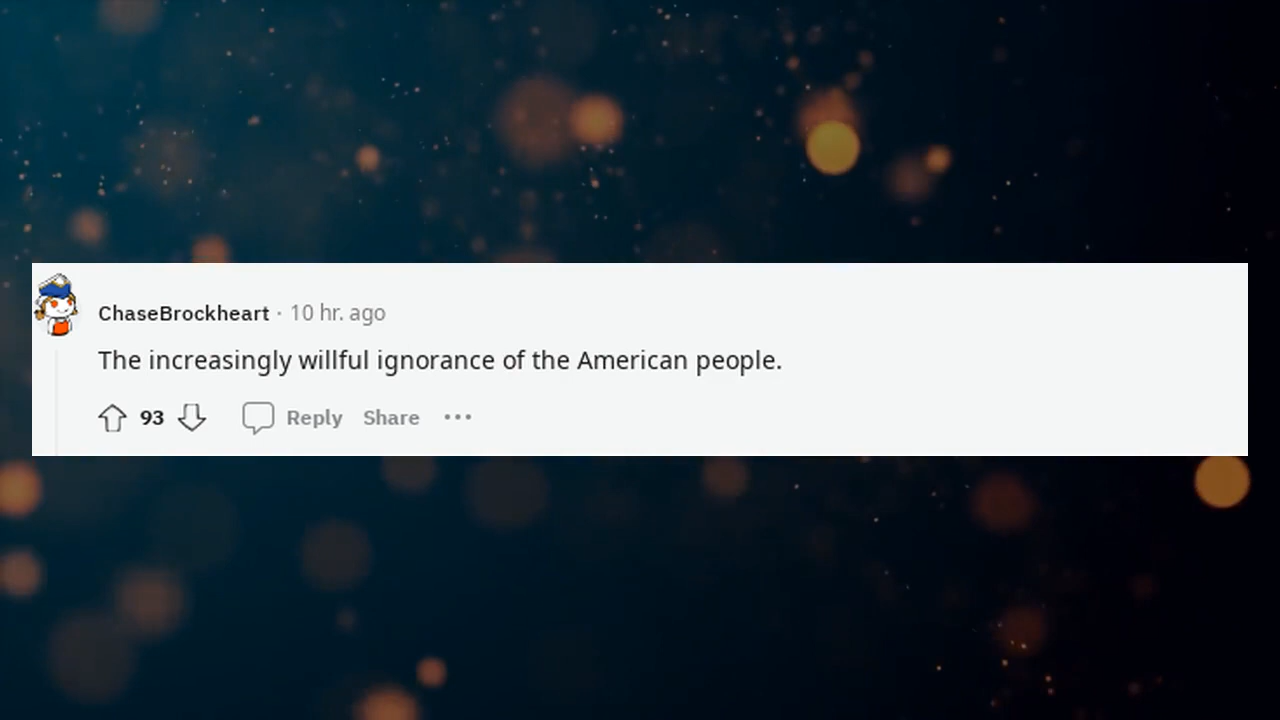 ChaseBrockheart · 10 hr. ago
The increasingly willful ignorance of the American people.
93 Reply Share ···